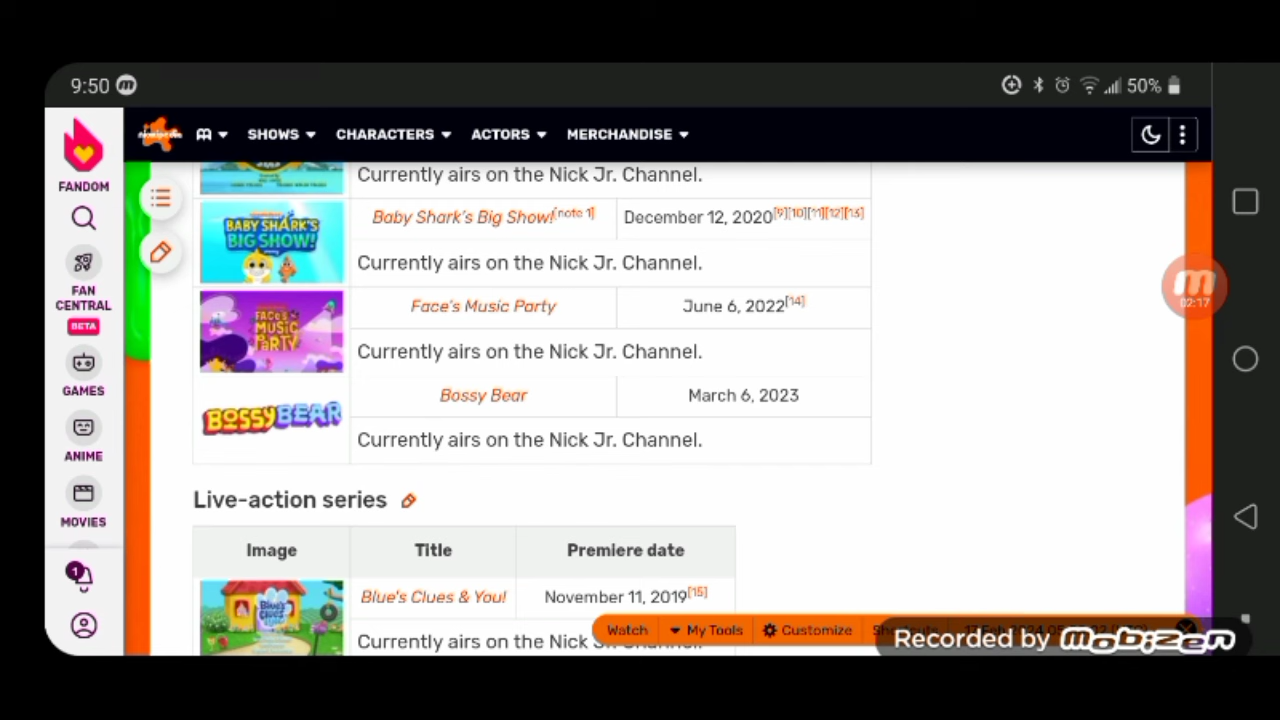 9:50
50%
FANDOM
SHOWS
CHARACTERS
ACTORS
MERCHANDISE
FAN
CENTRAL
BETA
GAMES
ANIME
MOVIES
1
Currently airs on the Nick Jr. Channel.
BABY SHARK'S
BIG SHOW!
Baby Shark's Big Show![note 1]
December 12, 2020[9][10][11][12][13]
Currently airs on the Nick Jr. Channel.
FACE'S
MUSIC
PARTY
Face's Music Party
June 6, 2022[14]
Currently airs on the Nick Jr. Channel.
BOSSY BEAR
Bossy Bear
March 6, 2023
Currently airs on the Nick Jr. Channel.
Live-action series
Image
Title
Premiere date
Blue's Clues & You!
November 11, 2019[15]
Currently airs on the Nick
Watch
My Tools
Customize
02:17
Recorded by mobizen